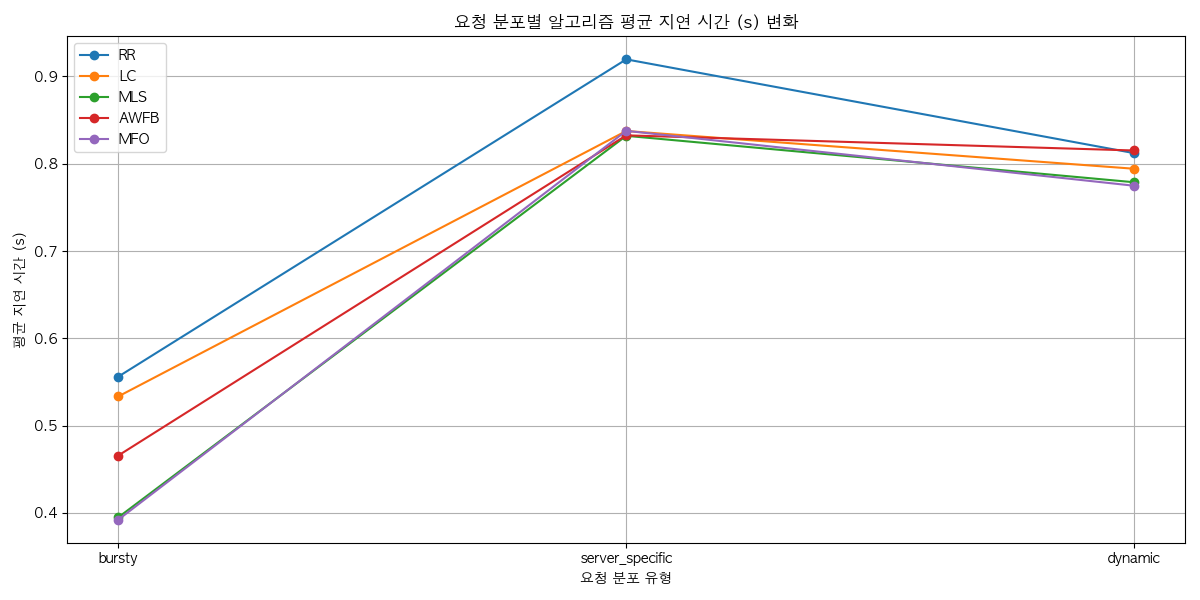 요청 분포별 알고리즘 평균 지연 시간 (s) 변화
RR
LC
MLS
AWFB
MFO
평균 지연 시간 (s)
0.9
0.8
0.7
0.6
0.5
0.4
bursty
server_specific
dynamic
요청 분포 유형